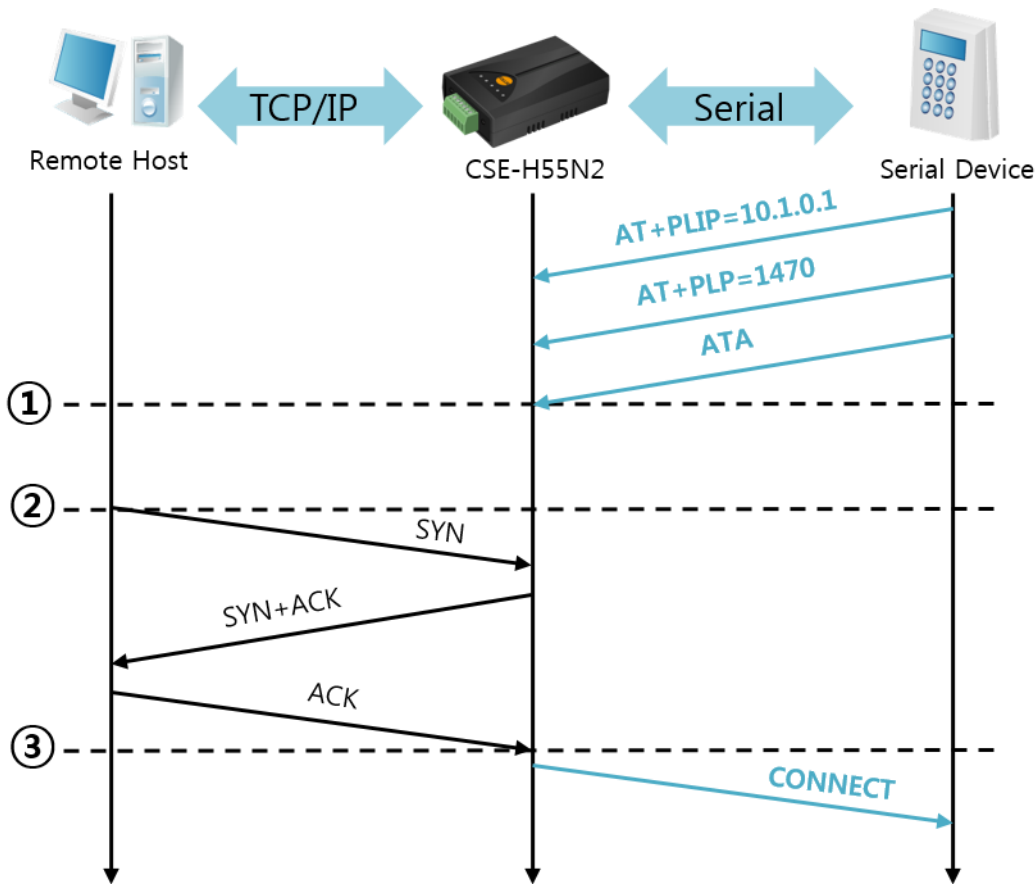 TCP/IP
Serial
Remote Host
CSE-H55N2
Serial Device
AT+PLIP=10.1.0.1
AT+PLP=1470
ATA
①
②
SYN
SYN+ACK
ACK
③
CONNECT